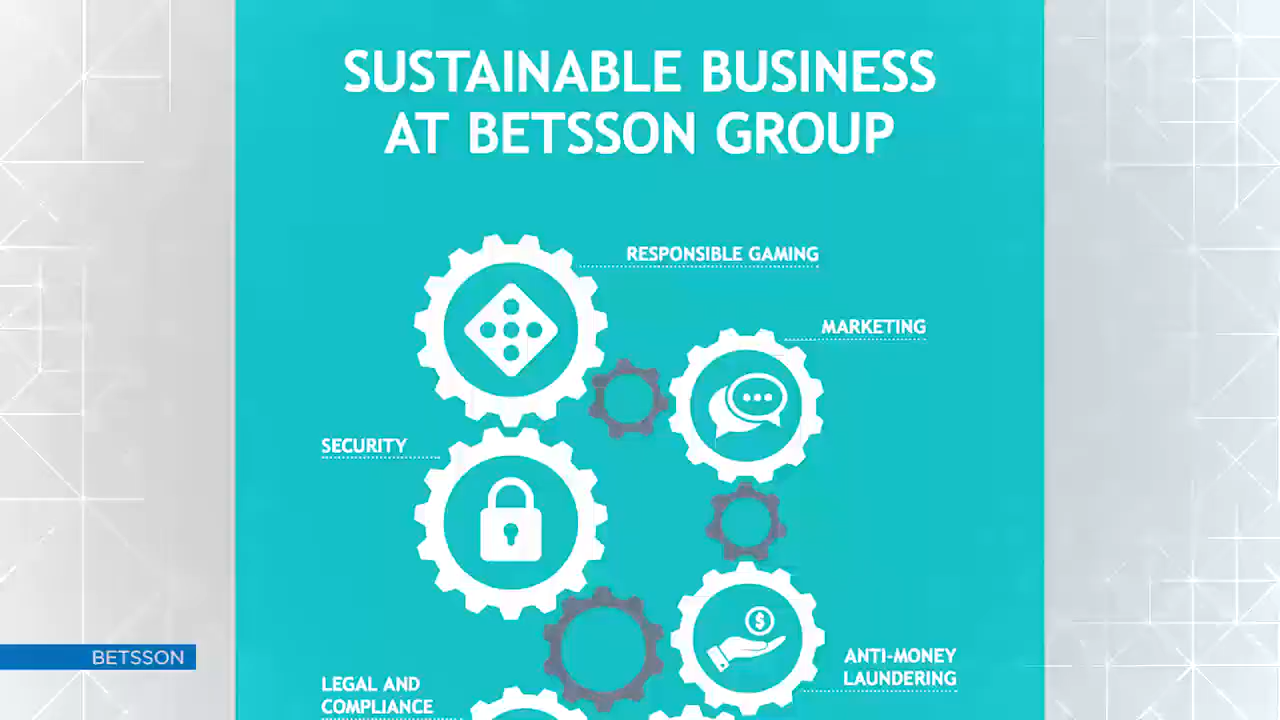 SUSTAINABLE BUSINESS
AT BETSSON GROUP
RESPONSIBLE GAMING
MARKETING
SECURITY
ANTI-MONEY
LAUNDERING
LEGAL AND
COMPLIANCE
BETSSON